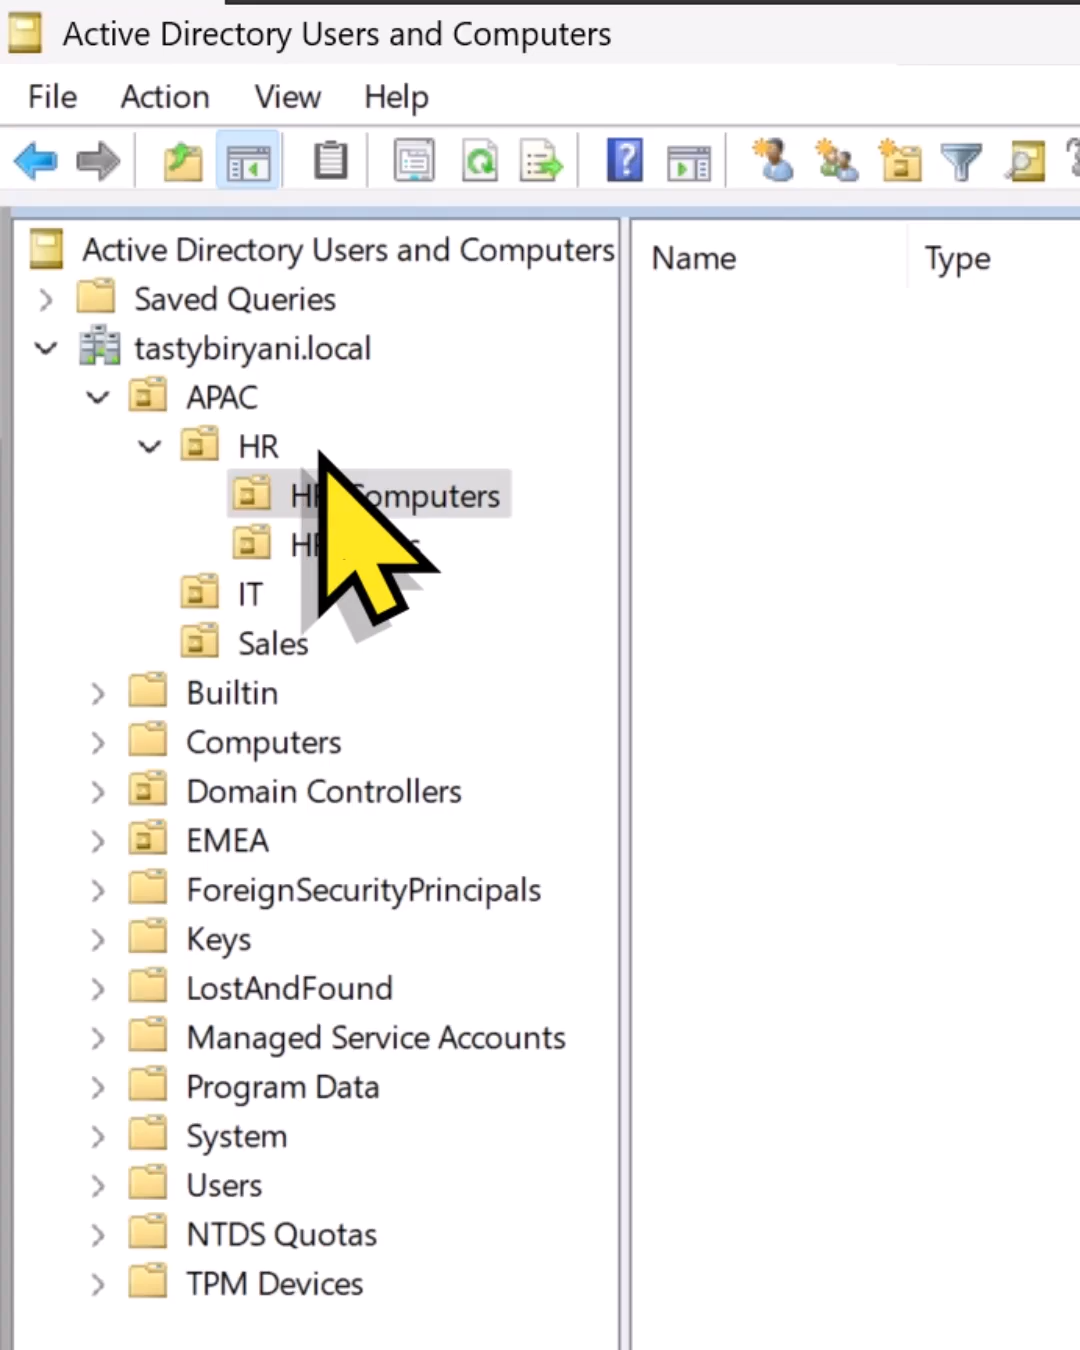 Active Directory Users and Computers
File Action View Help
Active Directory Users and Computers
Name Type
Saved Queries
tastybiryani.local
APAC
HR
Computers
IT
Sales
Builtin
Computers
Domain Controllers
EMEA
ForeignSecurityPrincipals
Keys
LostAndFound
Managed Service Accounts
Program Data
System
Users
NTDS Quotas
TPM Devices